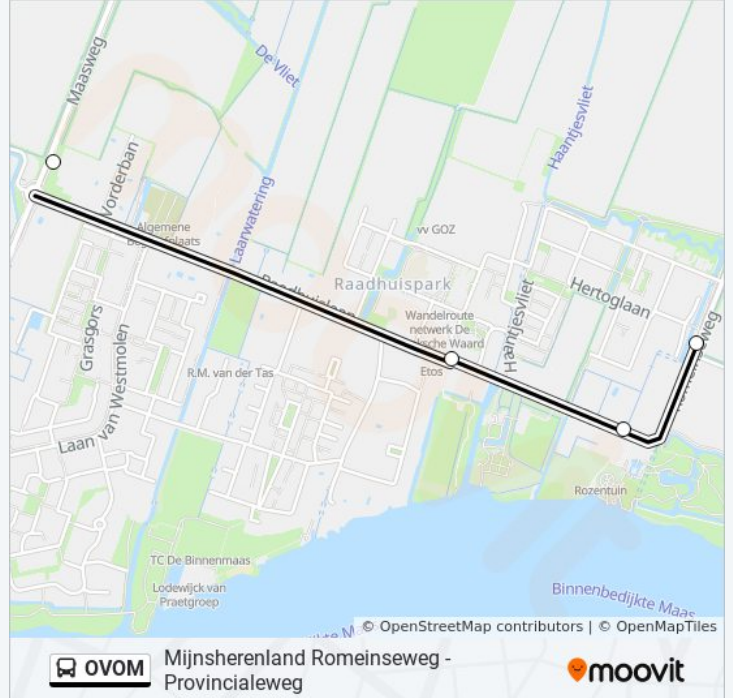 De Vliet
Maasweg
Haantjesvliet
Vorderban
Algemene
Laarwatering
vv GOZ
Raadhuispark
Hertoglaan
Wandelroute
netwerk De
Waard
Haantjesvliet
Grasgors
Etos
R.M. van der Tas
Laan van Westmolen
Rozentuin
TC De Binnenmaas
Lodewijck van
Praetgroep
Binnenbedijkte Maas
© OpenStreetMap contributors | © OpenMapTiles
OVOM
Mijnsherenland Romeinseweg -
Provincialeweg
moovit